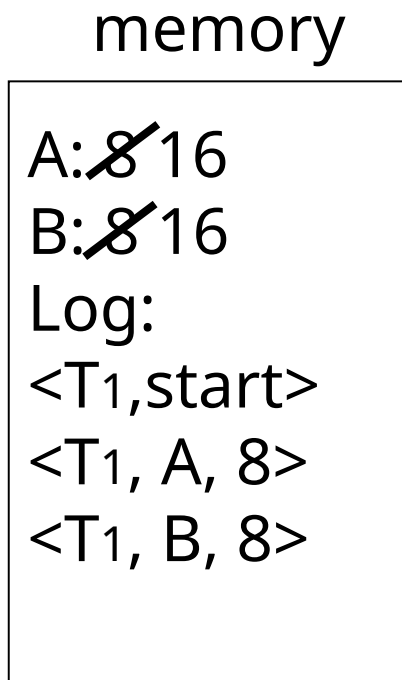 memory
A: 8 16
B: 8 16
Log:
<T1,start>
<T1, A, 8>
<T1, B, 8>